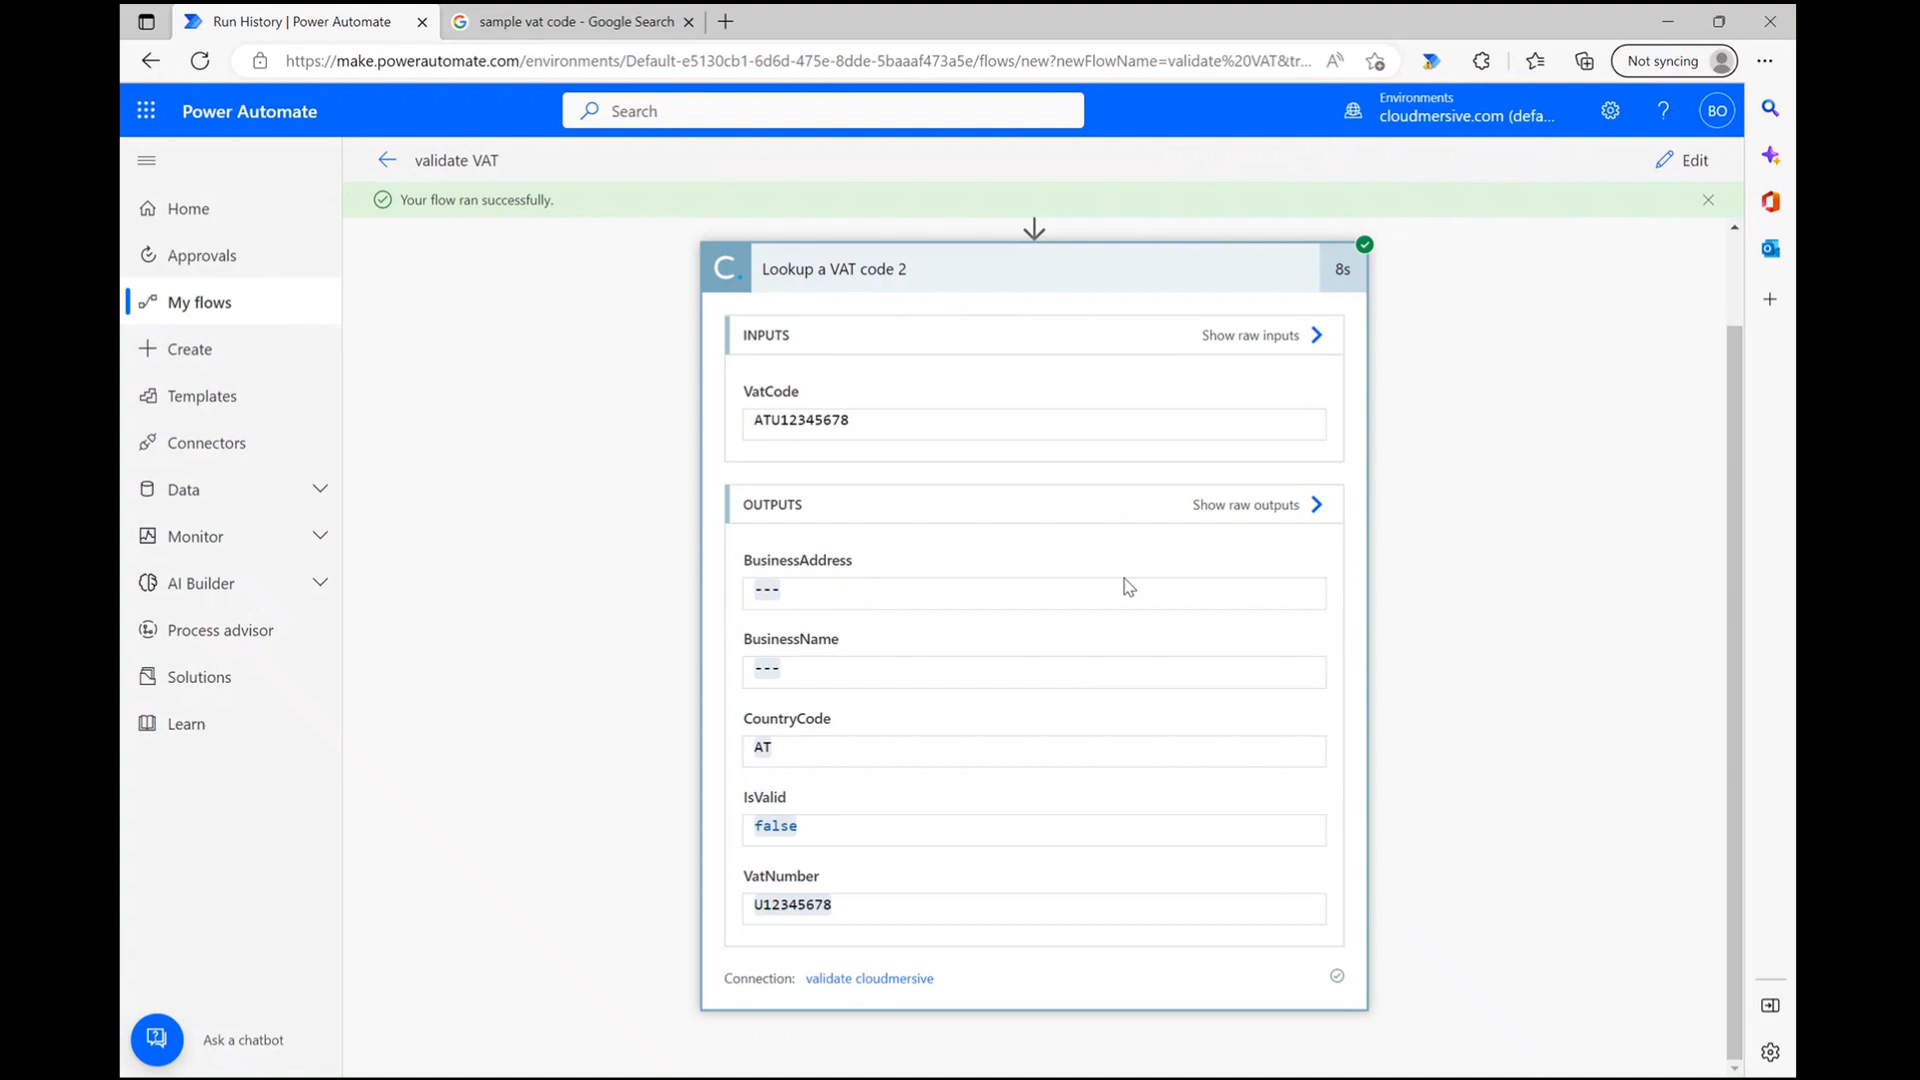 Run History | Power Automate
sample vat code - Google Search
https://make.powerautomate.com/environments/Default-e5130cb1-6d6d-475e-8dde-5baaaf473a5e/flows/new?newFlowName=validate%20VAT&tr...
Not syncing
Power Automate
Search
Environments
cloudmersive.com (defa...
BO
validate VAT
Edit
Your flow ran successfully.
Home
Approvals
My flows
Create
Templates
Connectors
Data
Monitor
AI Builder
Process advisor
Solutions
Learn
Ask a chatbot
C.
Lookup a VAT code 2
8s
INPUTS
Show raw inputs
VatCode
ATU12345678
OUTPUTS
Show raw outputs
BusinessAddress
---
BusinessName
---
CountryCode
AT
IsValid
false
VatNumber
U12345678
Connection: validate cloudmersive